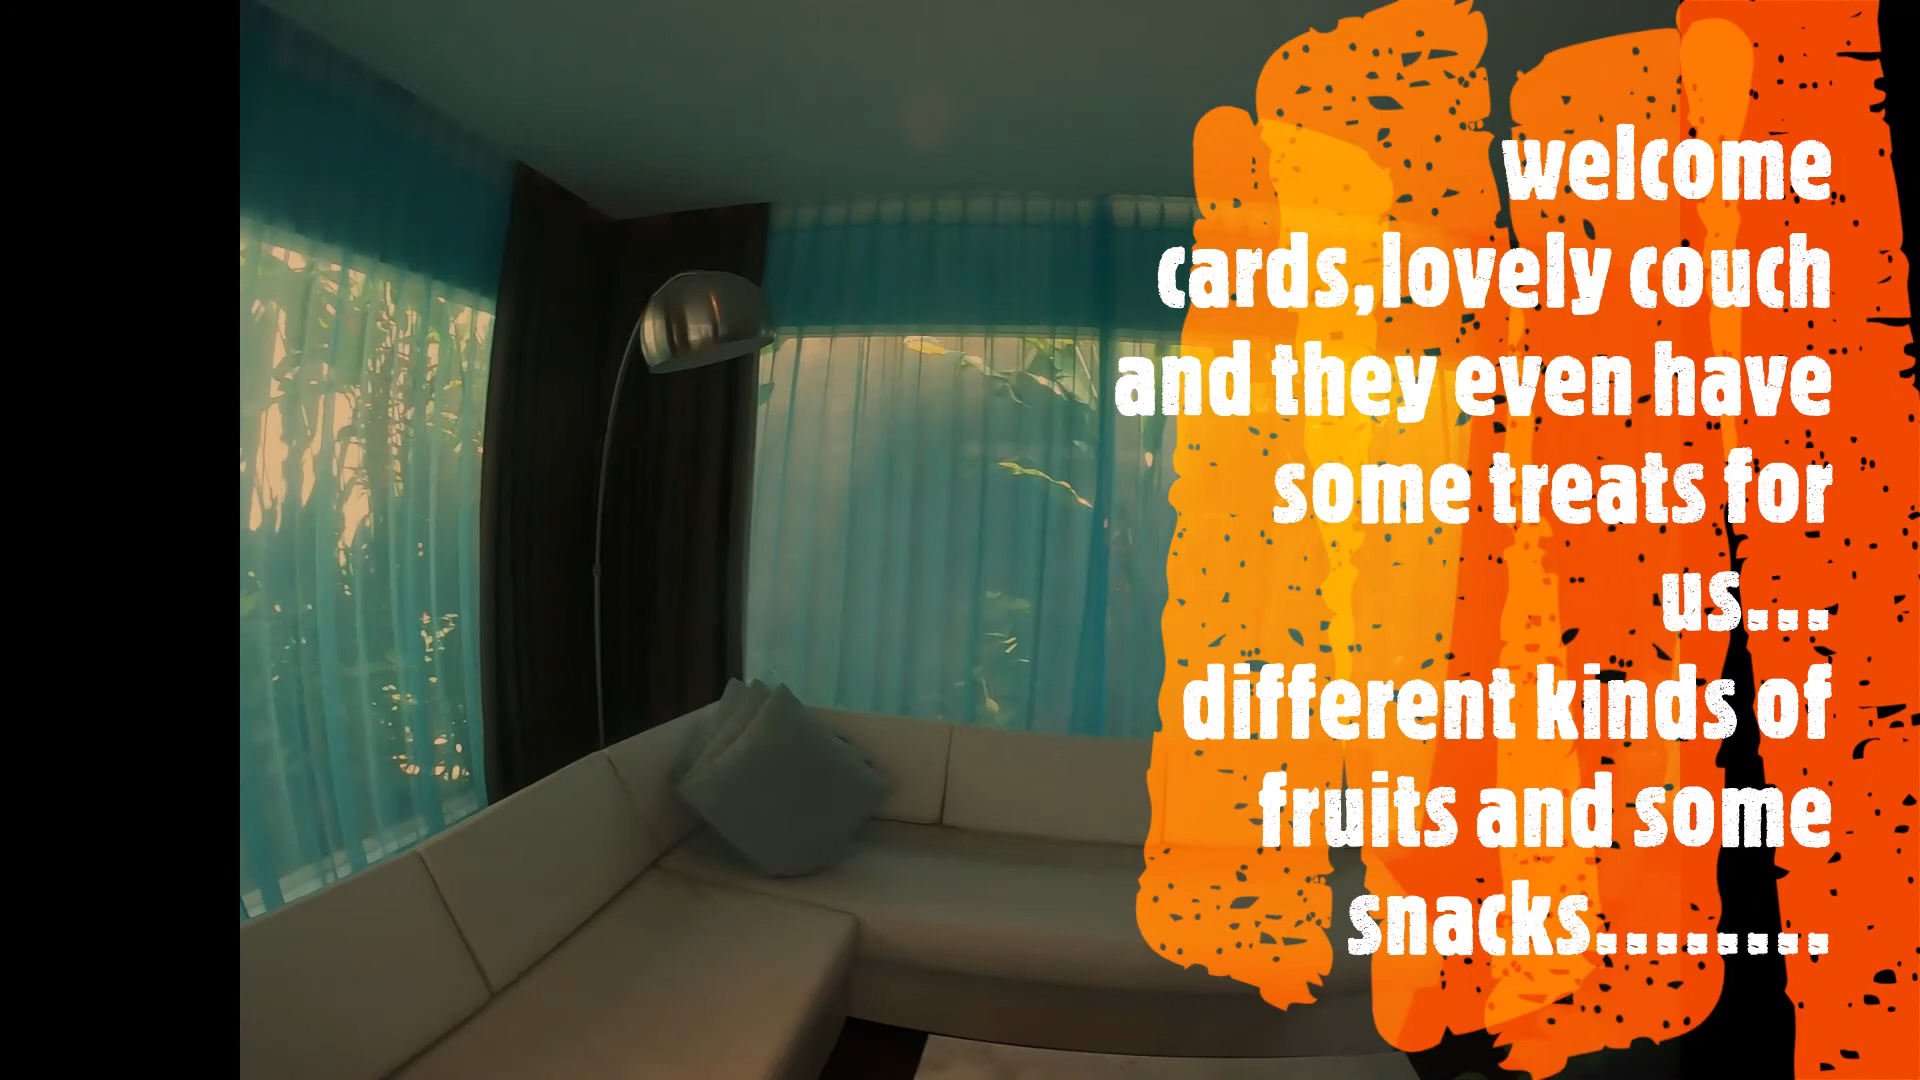 welcome
cards,lovely couch
and they even have
some treats for
us...
different kinds of
fruits and some
snacks........